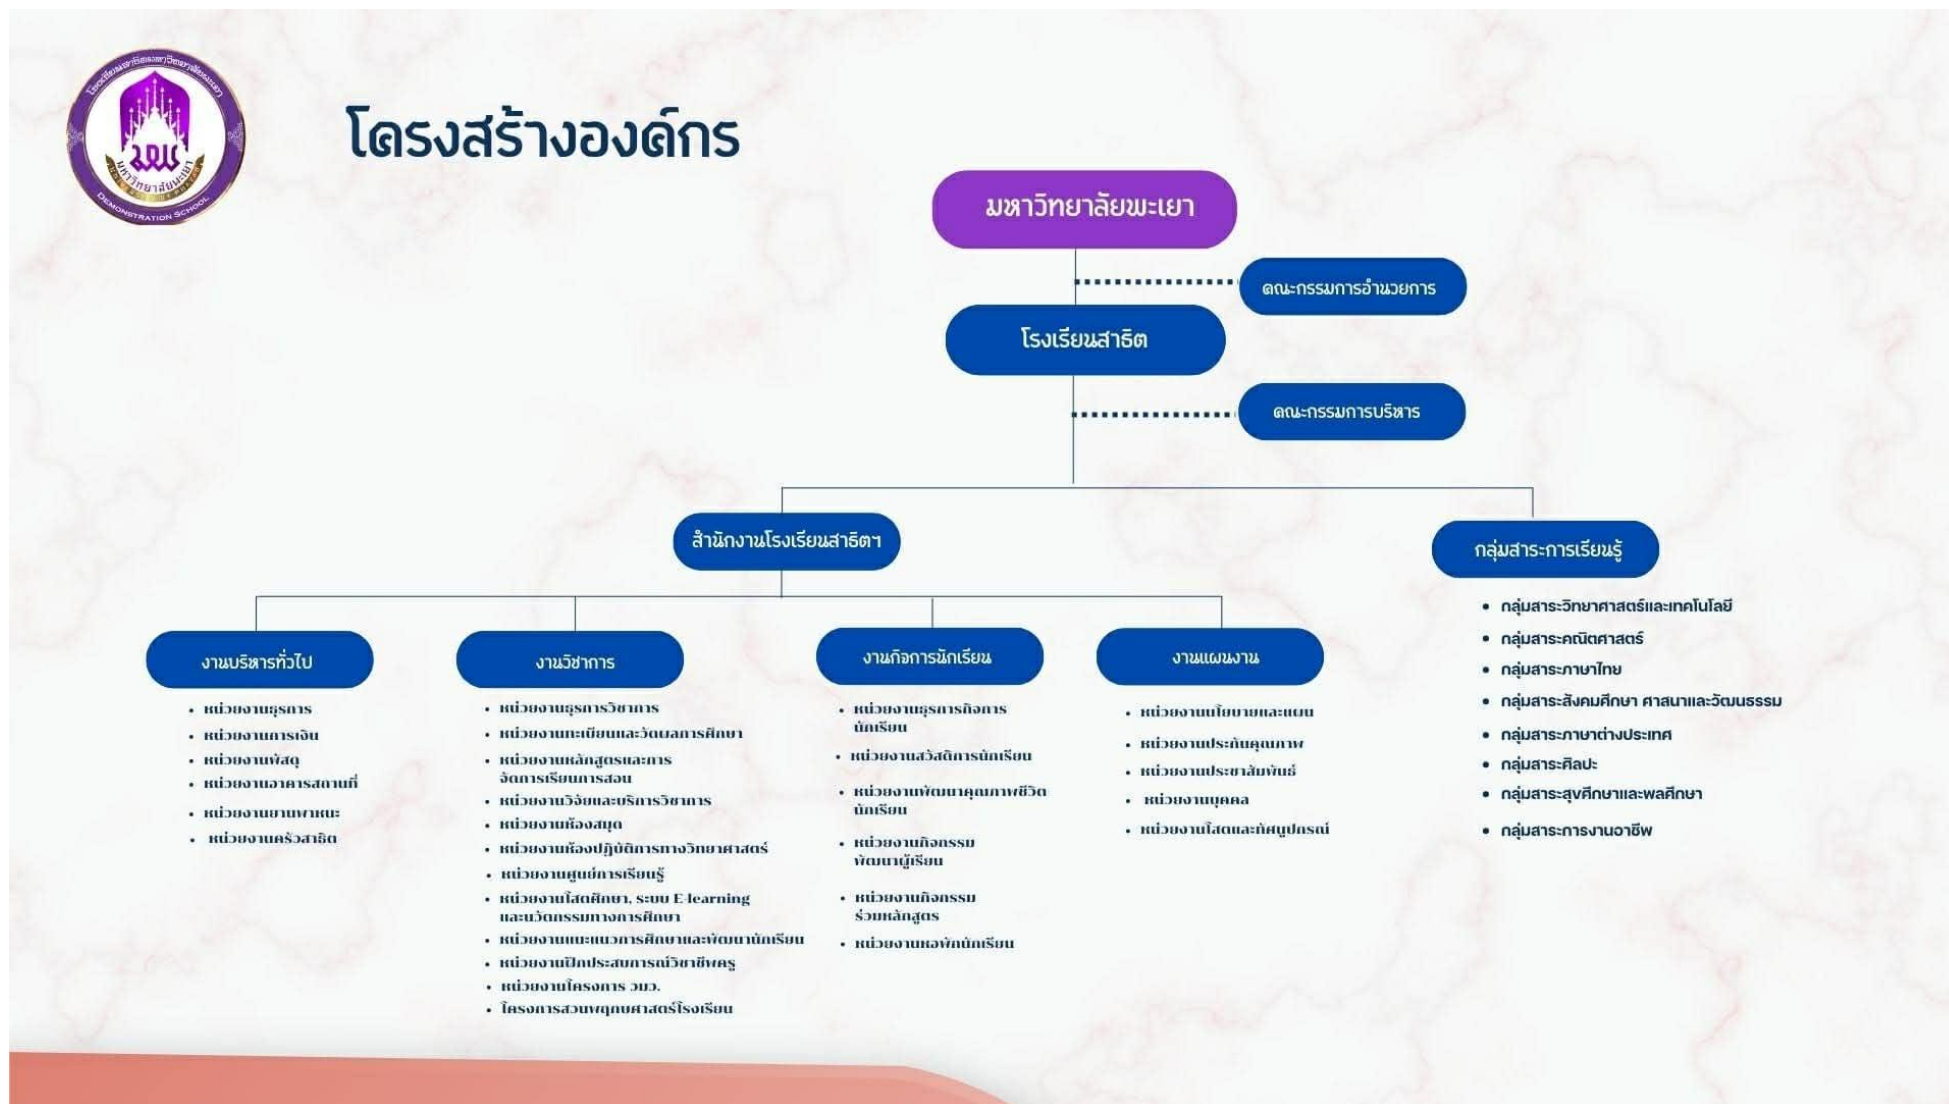 โรงเรียนสาธิตมหาวิทยาลัยพะเยา
มหาวิทยาลัยพะเยา
DEMONSTRATION SCHOOL
โครงสร้างองค์กร
มหาวิทยาลัยพะเยา
คณะกรรมการอำนวยการ
โรงเรียนสาธิต
คณะกรรมการบริหาร
สำนักงานโรงเรียนสาธิตฯ
กลุ่มสาระการเรียนรู้
• กลุ่มสาระวิทยาศาสตร์และเทคโนโลยี
• กลุ่มสาระคณิตศาสตร์
• กลุ่มสาระภาษาไทย
• กลุ่มสาระสังคมศึกษา ศาสนาและวัฒนธรรม
• กลุ่มสาระภาษาต่างประเทศ
• กลุ่มสาระศิลปะ
• กลุ่มสาระสุขศึกษาและพลศึกษา
• กลุ่มสาระการงานอาชีพ
งานบริหารทั่วไป
• หน่วยงานธุรการ
• หน่วยงานการเงิน
• หน่วยงานพัสดุ
• หน่วยงานอาคารสถานที่
• หน่วยงานยานพาหนะ
• หน่วยงานครัวสาธิต
งานวิชาการ
• หน่วยงานธุรการวิชาการ
• หน่วยงานทะเบียนและวัดผลการศึกษา
• หน่วยงานหลักสูตรและการ
จัดการเรียนการสอน
• หน่วยงานวิจัยและบริการวิชาการ
• หน่วยงานห้องสมุด
• หน่วยงานห้องปฏิบัติการทางวิทยาศาสตร์
• หน่วยงานศูนย์การเรียนรู้
• หน่วยงานโสตศึกษา, ระบบ E-learning
และนวัตกรรมทางการศึกษา
• หน่วยงานแนะแนวการศึกษาและพัฒนานักเรียน
• หน่วยงานฝึกประสบการณ์วิชาชีพครู
• หน่วยงานโครงการ วมว.
• โครงการสวนพฤกษศาสตร์โรงเรียน
งานกิจการนักเรียน
• หน่วยงานธุรการกิจการ
นักเรียน
• หน่วยงานสวัสดิการนักเรียน
• หน่วยงานพัฒนาคุณภาพชีวิต
นักเรียน
• หน่วยงานกิจกรรม
พัฒนาผู้เรียน
• หน่วยงานกิจกรรม
ร่วมหลักสูตร
• หน่วยงานหอพักนักเรียน
งานแผนงาน
• หน่วยงานนโยบายและแผน
• หน่วยงานประกันคุณภาพ
• หน่วยงานประชาสัมพันธ์
• หน่วยงานบุคคล
• หน่วยงานโสตและทัศนูปกรณ์